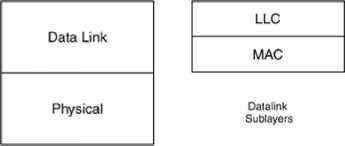 Data Link
Physical
LLC
MAC
Datalink
Sublayers